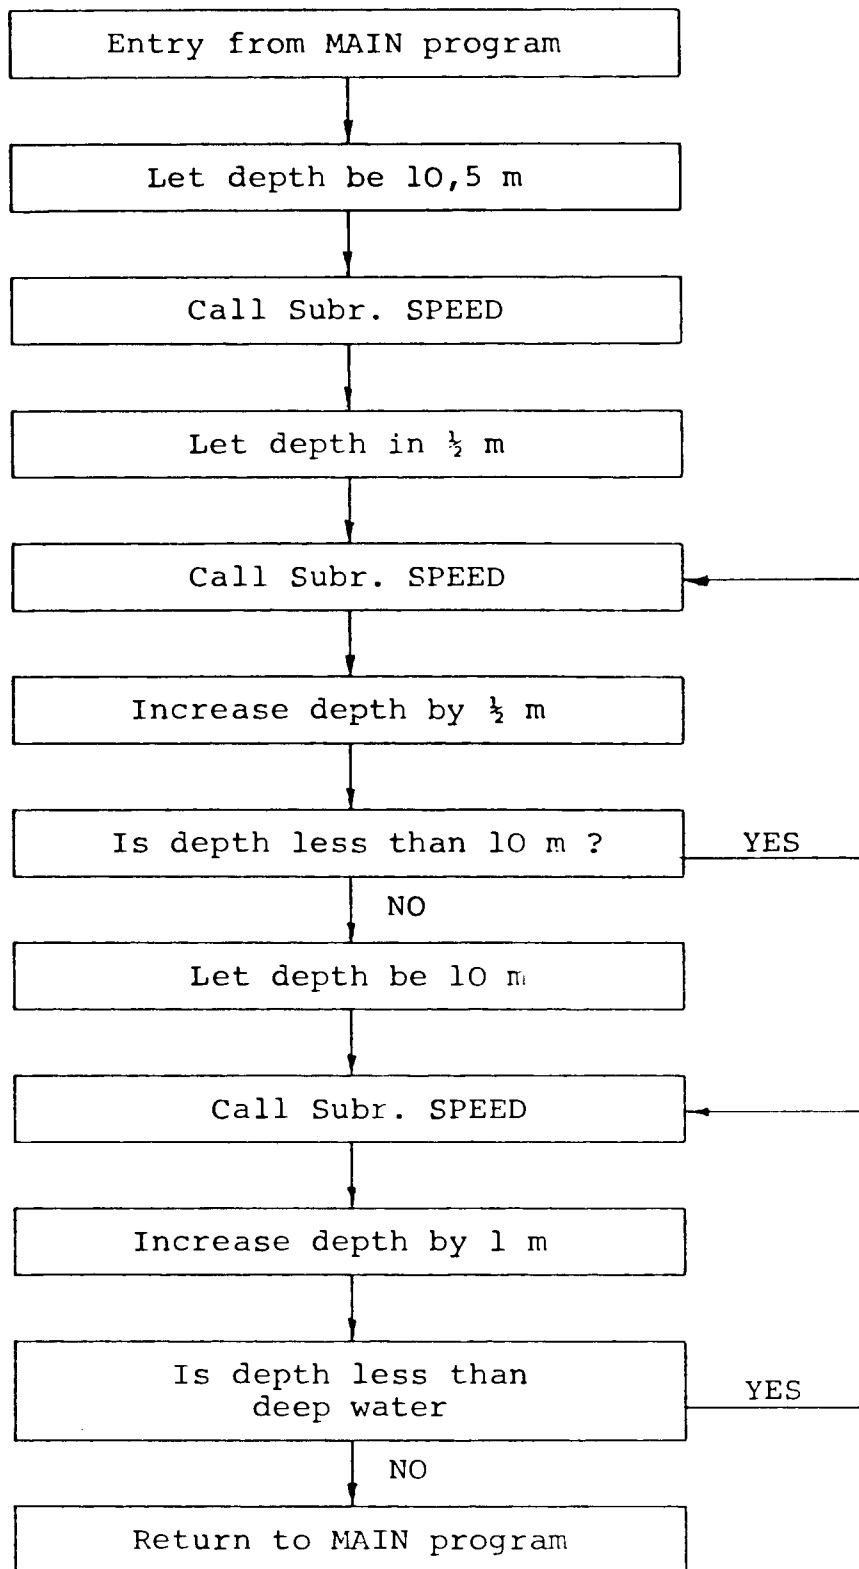 Entry from MAIN program
Let depth be 10,5 m
Call Subr. SPEED
Let depth in ½ m
Call Subr. SPEED
Increase depth by ½ m
Is depth less than 10 m ?
YES
NO
Let depth be 10 m
Call Subr. SPEED
Increase depth by 1 m
Is depth less than
deep water
YES
NO
Return to MAIN program